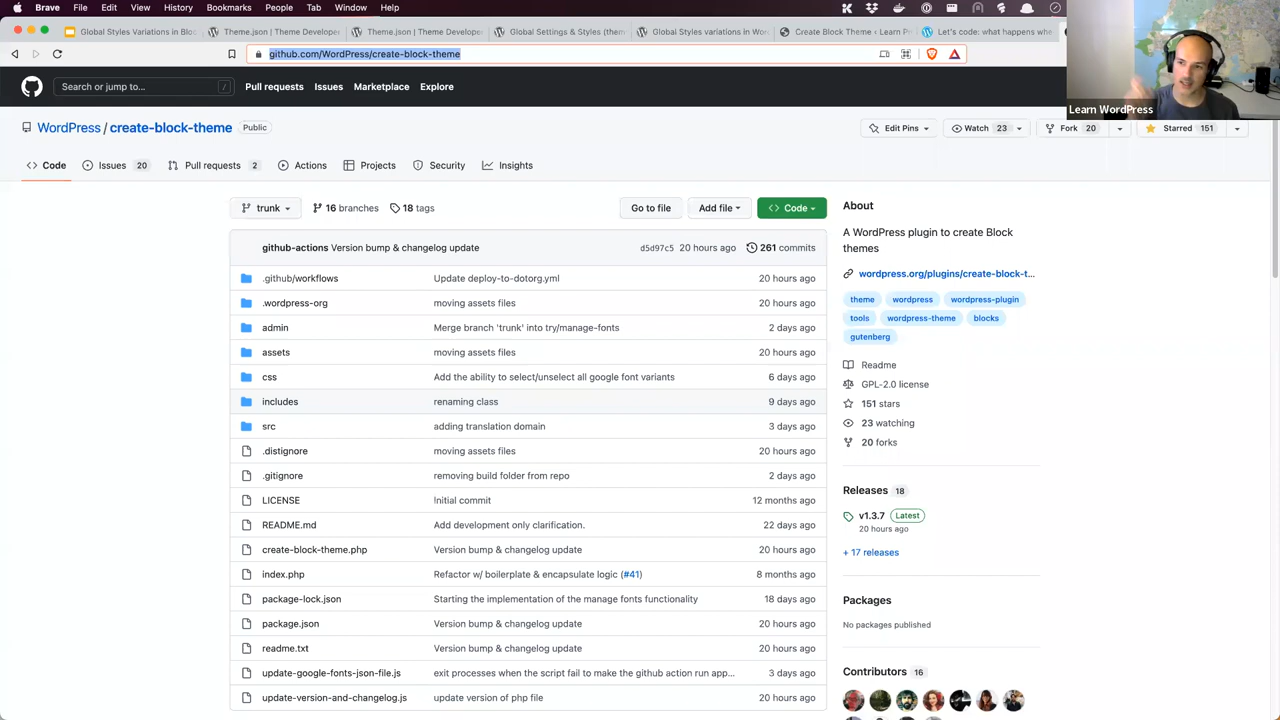 Brave File Edit View History Bookmarks People Tab Window Help
Global Styles Variations in Blo
Theme.json | Theme Develope
Theme.json | Theme Develope
Global Settings & Styles (them
Global Styles variations in Wor
Create Block Theme ‹ Learn P
Let's code: what happens whe
github.com/WordPress/create-block-theme
Learn WordPress
Search or jump to... /
Pull requests Issues Marketplace Explore
WordPress / create-block-theme Public
Edit Pins Watch 23 Fork 20 Starred 151
Code Issues 20 Pull requests 2 Actions Projects Security Insights
trunk 16 branches 18 tags Go to file Add file Code
github-actions Version bump & changelog update d5d97c5 20 hours ago 261 commits
.github/workflows Update deploy-to-dotorg.yml 20 hours ago
.wordpress-org moving assets files 20 hours ago
admin Merge branch 'trunk' into try/manage-fonts 2 days ago
assets moving assets files 20 hours ago
css Add the ability to select/unselect all google font variants 6 days ago
includes renaming class 9 days ago
src adding translation domain 3 days ago
.distignore moving assets files 20 hours ago
.gitignore removing build folder from repo 2 days ago
LICENSE Initial commit 12 months ago
README.md Add development only clarification. 22 days ago
create-block-theme.php Version bump & changelog update 20 hours ago
index.php Refactor w/ boilerplate & encapsulate logic (#41) 8 months ago
package-lock.json Starting the implementation of the manage fonts functionality 18 days ago
package.json Version bump & changelog update 20 hours ago
readme.txt Version bump & changelog update 20 hours ago
update-google-fonts-json-file.js exit processes when the script fail to make the github action run app... 3 days ago
update-version-and-changelog.js update version of php file 20 hours ago
About
A WordPress plugin to create Block
themes
wordpress.org/plugins/create-block-t...
theme wordpress wordpress-plugin
tools wordpress-theme blocks
gutenberg
Readme
GPL-2.0 license
151 stars
23 watching
20 forks
Releases 18
v1.3.7 Latest
20 hours ago
+ 17 releases
Packages
No packages published
Contributors 16